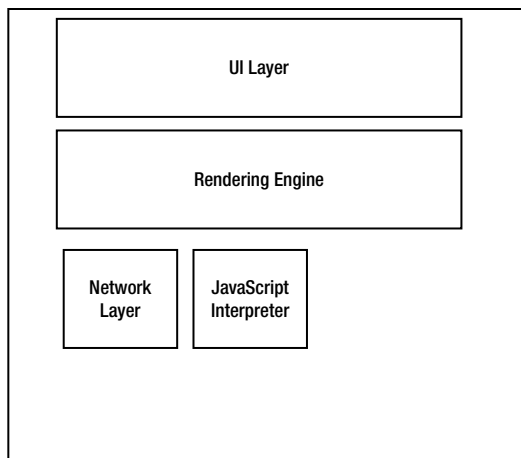 UI Layer
Rendering Engine
Network
Layer
JavaScript
Interpreter